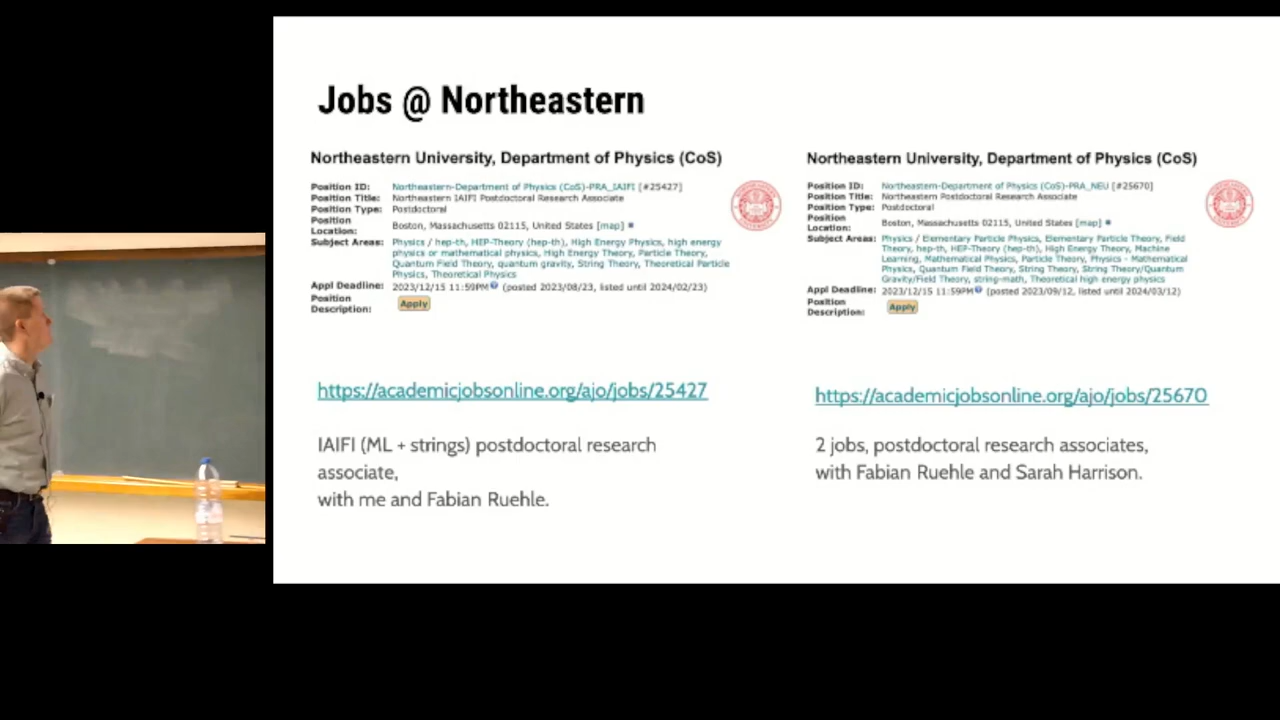 Jobs @ Northeastern
Northeastern University, Department of Physics (CoS)
Position ID: Northeastern-Department of Physics (CoS)-PRA_IAIFI [#25427]
Position Title: Northeastern IAIFI Postdoctoral Research Associate
Position Type: Postdoctoral
Position Location: Boston, Massachusetts 02115, United States [map]
Subject Areas: Physics / hep-th, HEP-Theory (hep-th), High Energy Physics, high energy
physics or mathematical physics, High Energy Theory, Particle Theory,
Quantum Field Theory, quantum gravity, String Theory, Theoretical Particle
Physics, Theoretical Physics
Appl Deadline: 2023/12/15 11:59PM (posted 2023/08/23, listed until 2024/02/23)
Position Description: Apply
https://academicjobsonline.org/ajo/jobs/25427
IAIFI (ML + strings) postdoctoral research
associate,
with me and Fabian Ruehle.
Northeastern University, Department of Physics (CoS)
Position ID: Northeastern-Department of Physics (CoS)-PRA_NEU [#25670]
Position Title: Northeastern Postdoctoral Research Associate
Position Type: Postdoctoral
Position Location: Boston, Massachusetts 02115, United States [map]
Subject Areas: Physics / Elementary Particle Physics, Elementary Particle Theory, Field
Theory, hep-th, HEP-Theory (hep-th), High Energy Theory, Machine
Learning, Mathematical Physics, Particle Theory, Physics - Mathematical
Physics, Quantum Field Theory, String Theory, String Theory/Quantum
Gravity/Field Theory, string-math, Theoretical high energy physics
Appl Deadline: 2023/12/15 11:59PM (posted 2023/09/12, listed until 2024/03/12)
Position Description: Apply
https://academicjobsonline.org/ajo/jobs/25670
2 jobs, postdoctoral research associates,
with Fabian Ruehle and Sarah Harrison.